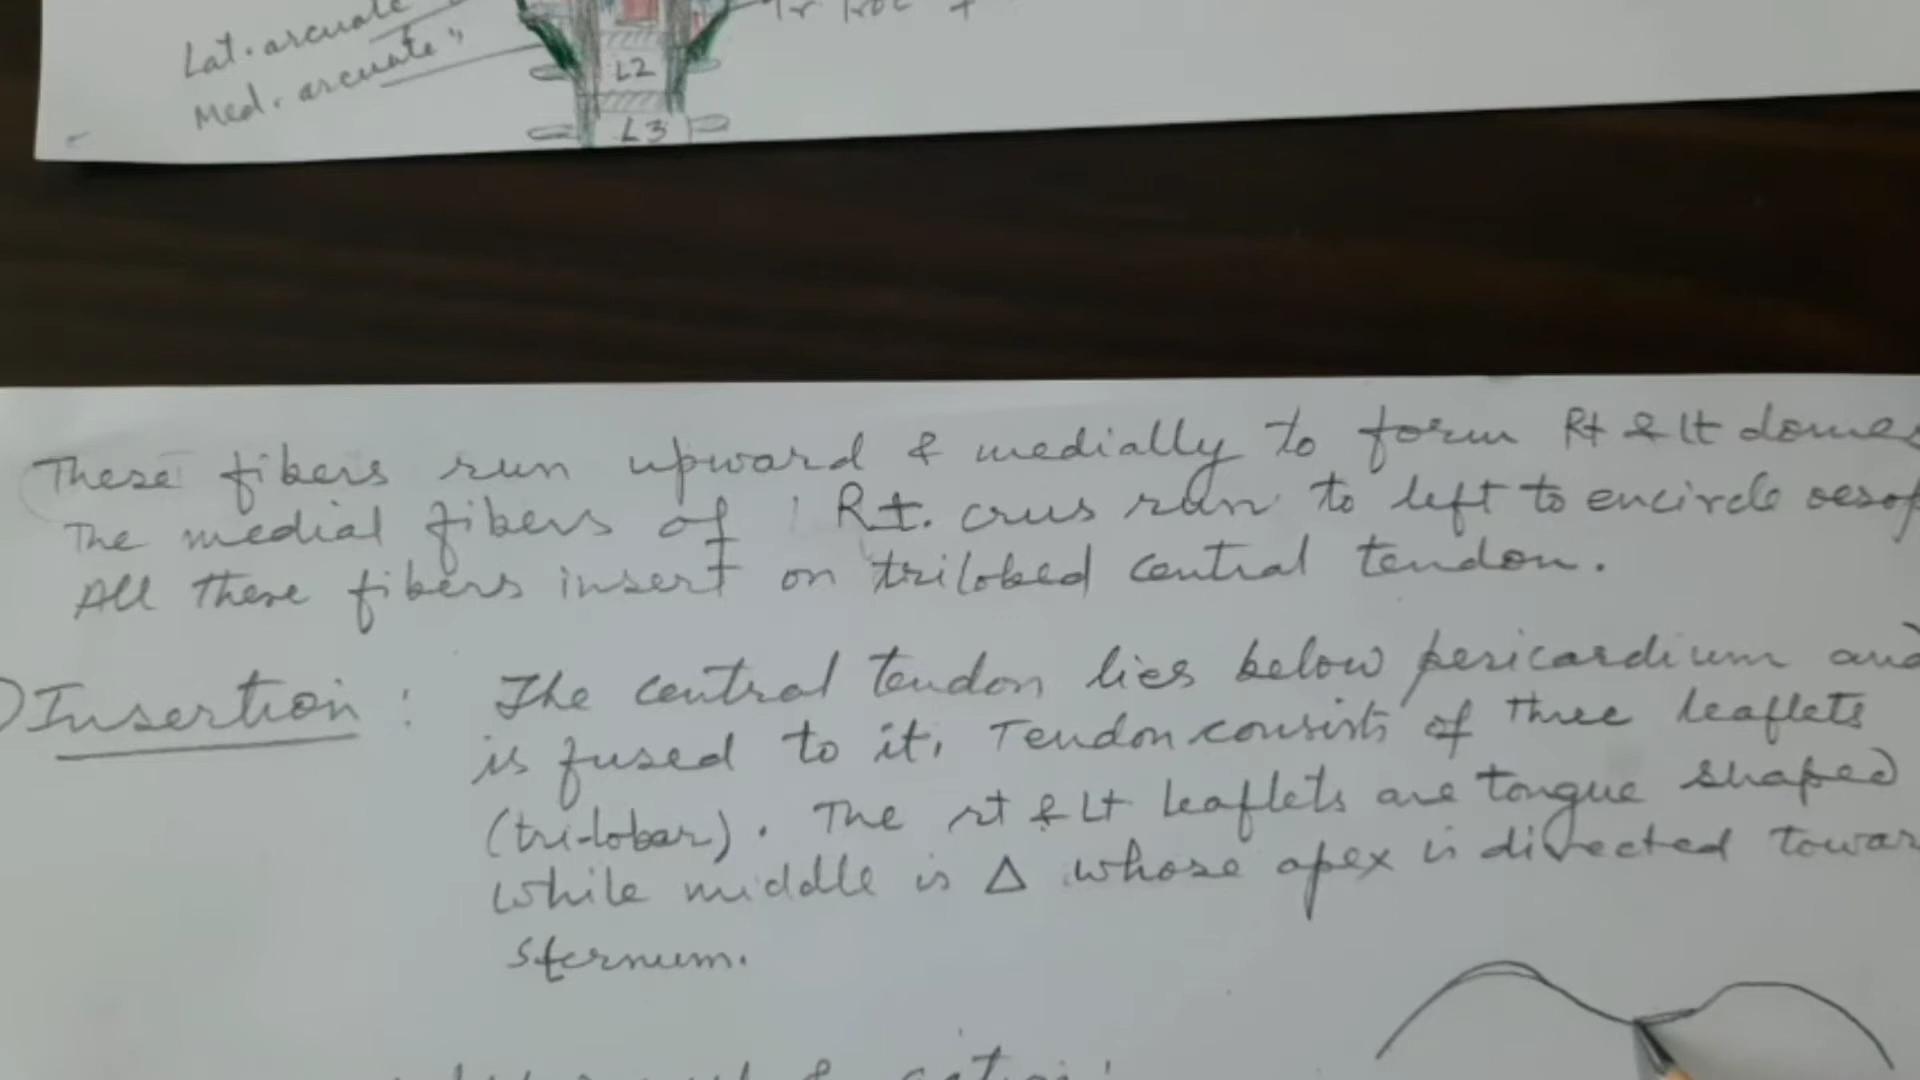 Lat. arcuate
Med. arcuate "
L2
L3
These fibers run upward & medially to form Rt & lt domes
The medial fibers of Rt. crus run to left to encircle oesop
All these fibers insert on trilobed central tendon.
Insertion : The central tendon lies below pericardium and
is fused to it. Tendon consists of three leaflets
(tri-lobar). The rt & Lt leaflets are tongue shaped
while middle is Δ whose apex is directed towar
sternum.